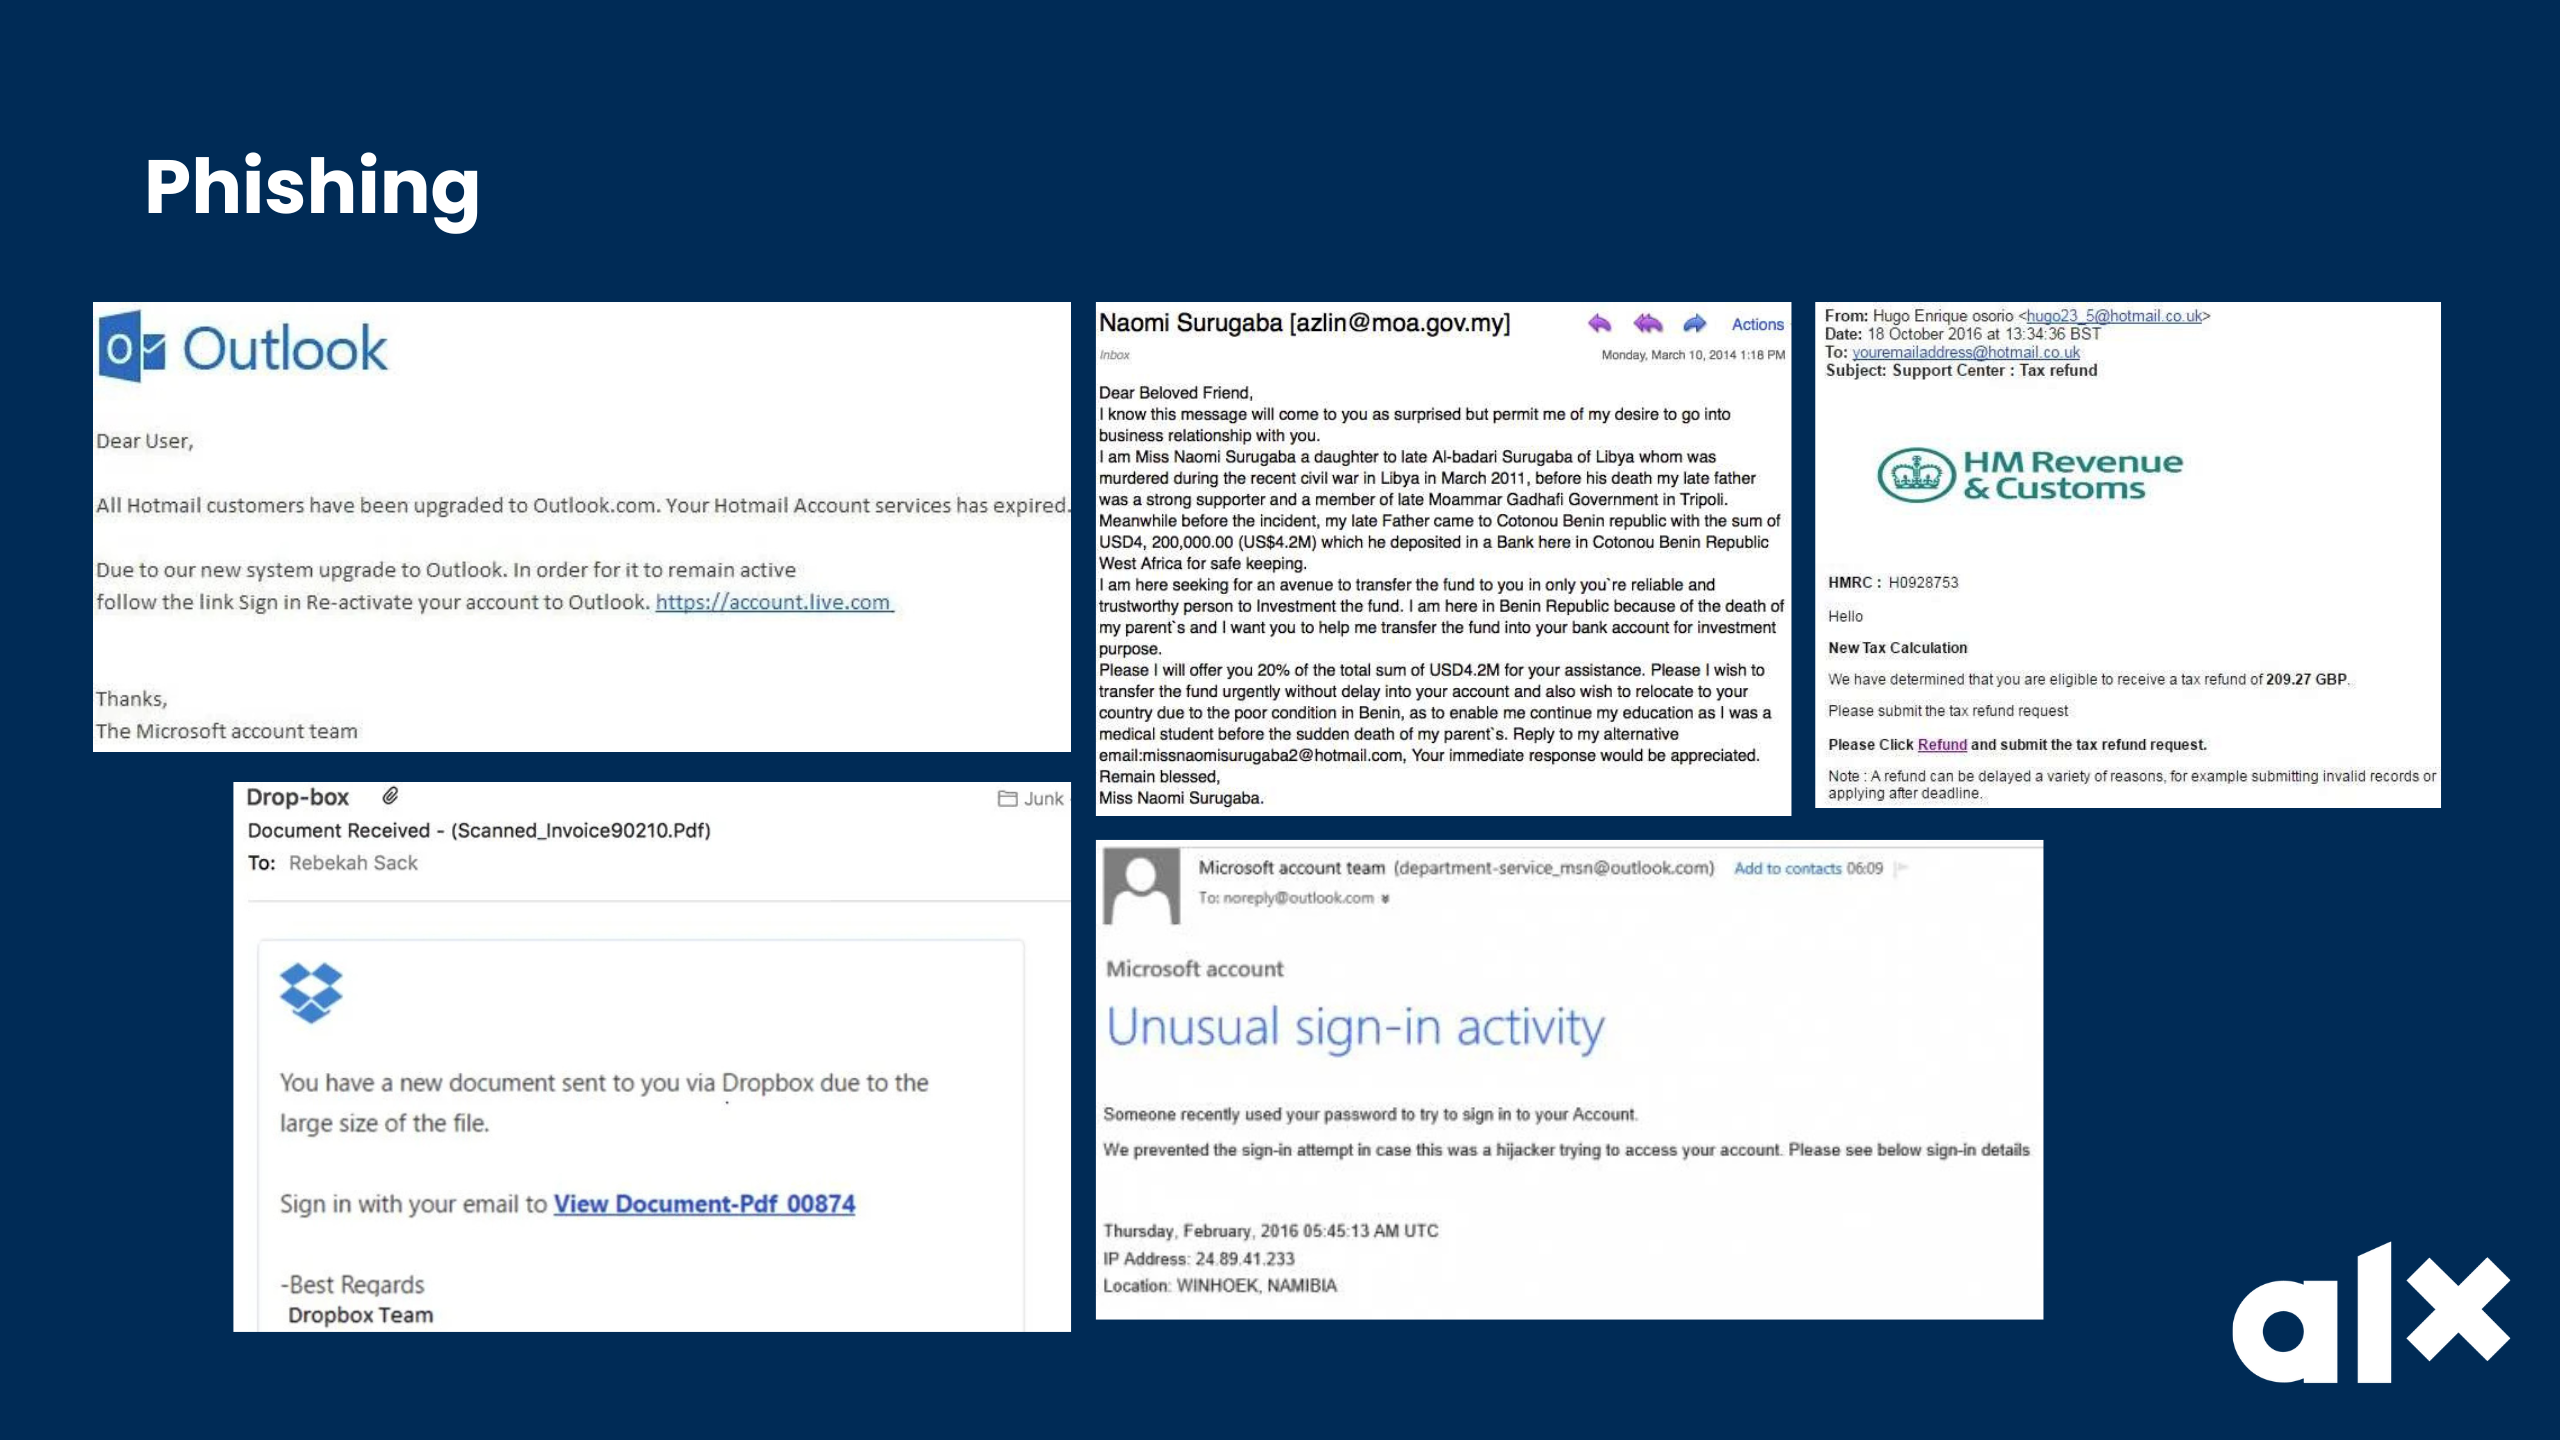 Phishing
Outlook
Dear User,
All Hotmail customers have been upgraded to Outlook.com. Your Hotmail Account services has expired.
Due to our new system upgrade to Outlook. In order for it to remain active
follow the link Sign in Re-activate your account to Outlook. https://account.live.com
Thanks,
The Microsoft account team
Naomi Surugaba [azlin@moa.gov.my]
Actions
Inbox
Monday, March 10, 2014 1:18 PM
Dear Beloved Friend,
I know this message will come to you as surprised but permit me of my desire to go into
business relationship with you.
I am Miss Naomi Surugaba a daughter to late Al-badari Surugaba of Libya whom was
murdered during the recent civil war in Libya in March 2011, before his death my late father
was a strong supporter and a member of late Moammar Gadhafi Government in Tripoli.
Meanwhile before the incident, my late Father came to Cotonou Benin republic with the sum of
USD4, 200,000.00 (US$4.2M) which he deposited in a Bank here in Cotonou Benin Republic
West Africa for safe keeping.
I am here seeking for an avenue to transfer the fund to you in only you`re reliable and
trustworthy person to Investment the fund. I am here in Benin Republic because of the death of
my parent`s and I want you to help me transfer the fund into your bank account for investment
purpose.
Please I will offer you 20% of the total sum of USD4.2M for your assistance. Please I wish to
transfer the fund urgently without delay into your account and also wish to relocate to your
country due to the poor condition in Benin, as to enable me continue my education as I was a
medical student before the sudden death of my parent`s. Reply to my alternative
email:missnaomisurugaba2@hotmail.com, Your immediate response would be appreciated.
Remain blessed,
Miss Naomi Surugaba.
From: Hugo Enrique osorio <hugo23_5@hotmail.co.uk>
Date: 18 October 2016 at 13:34:36 BST
To: youremailaddress@hotmail.co.uk
Subject: Support Center : Tax refund
HM Revenue
& Customs
HMRC : H0928753
Hello
New Tax Calculation
We have determined that you are eligible to receive a tax refund of 209.27 GBP.
Please submit the tax refund request
Please Click Refund and submit the tax refund request.
Note : A refund can be delayed a variety of reasons, for example submitting invalid records or
applying after deadline.
Drop-box
Junk
Document Received - (Scanned_Invoice90210.Pdf)
To: Rebekah Sack
You have a new document sent to you via Dropbox due to the
large size of the file.
Sign in with your email to View Document-Pdf 00874
-Best Regards
Dropbox Team
Microsoft account team (department-service_msn@outlook.com) Add to contacts 06:09
To: noreply@outlook.com
Microsoft account
Unusual sign-in activity
Someone recently used your password to try to sign in to your Account.
We prevented the sign-in attempt in case this was a hijacker trying to access your account. Please see below sign-in details
Thursday, February, 2016 05:45:13 AM UTC
IP Address: 24.89.41.233
Location: WINHOEK, NAMIBIA
alx